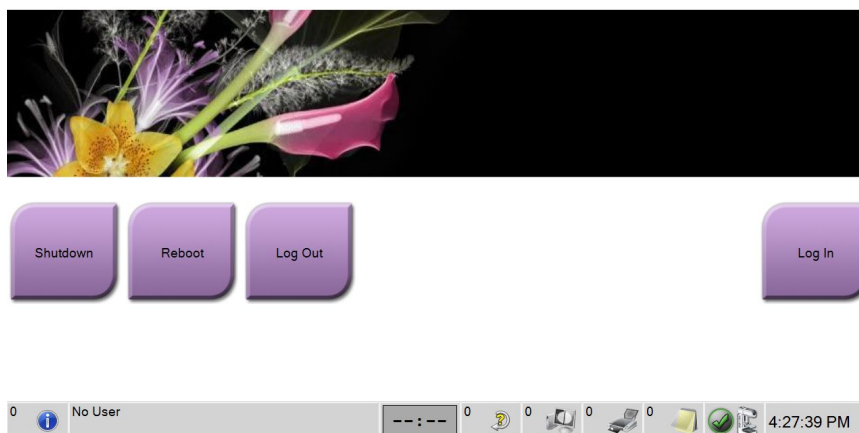 Shutdown
Reboot
Log Out
Log In
0
No User
--:--
0
0
0
0
4:27:39 PM